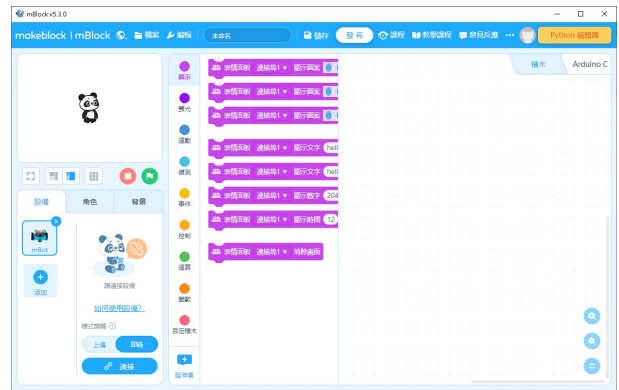 mBlock v5.3.0
makeblock | mBlock 檔案 編輯 未命名 儲存 發佈 課程 教學課程 意見反應 ... Python 編輯器
積木 Arduino C
顯示
聲光
運動
偵測
事件
控制
運算
變數
自定積木
延伸集
表情面板 連接埠1 顯示圖案
表情面板 連接埠1 顯示圖案
表情面板 連接埠1 顯示圖案
表情面板 連接埠1 顯示文字 hell
表情面板 連接埠1 顯示文字 hell
表情面板 連接埠1 顯示數字 204
表情面板 連接埠1 顯示時間 12
表情面板 連接埠1 清除畫面
設備 角色 背景
mBot
添加
請連接設備
如何使用設備?
模式開關
上傳 即時
連接